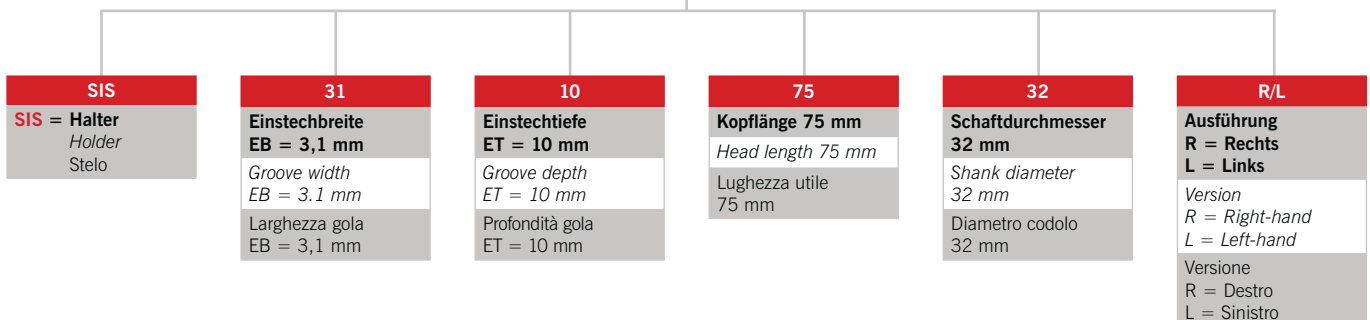 SIS
SIS = Halter
Holder
Stelo
31
Einstechbreite
EB = 3,1 mm
Groove width
EB = 3.1 mm
Larghezza gola
EB = 3,1 mm
10
Einstechtiefe
ET = 10 mm
Groove depth
ET = 10 mm
Profondità gola
ET = 10 mm
75
Kopflänge 75 mm
Head length 75 mm
Lughezza utile
75 mm
32
Schaftdurchmesser
32 mm
Shank diameter
32 mm
Diametro codolo
32 mm
R/L
Ausführung
R = Rechts
L = Links
Version
R = Right-hand
L = Left-hand
Versione
R = Destro
L = Sinistro